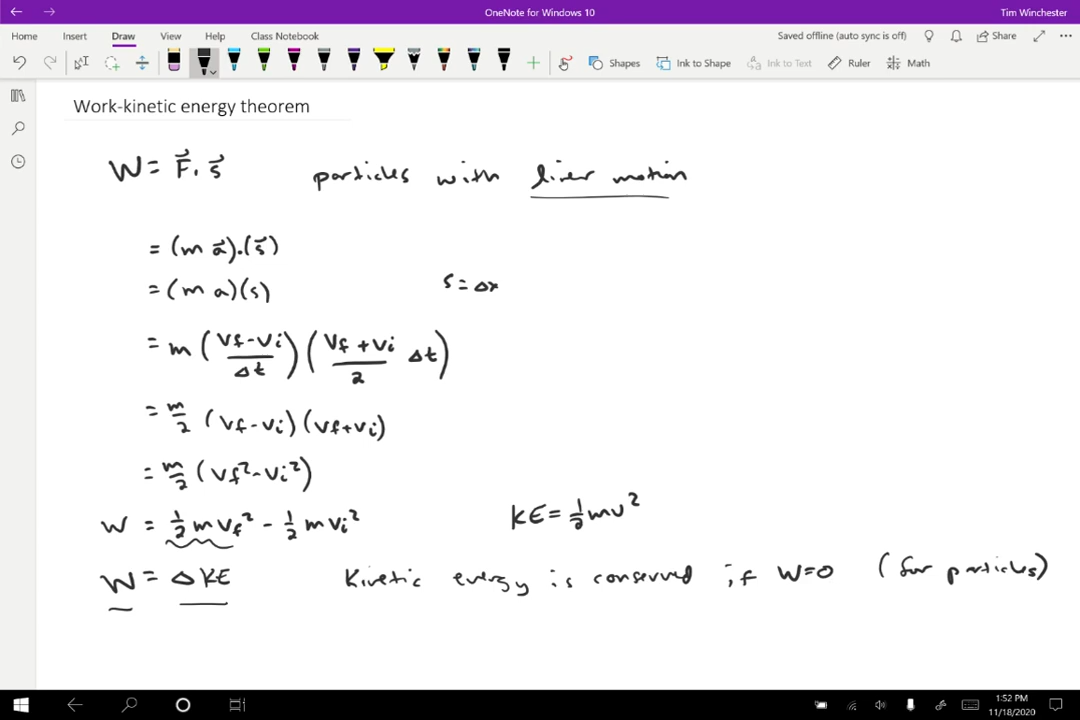 OneNote for Windows 10
Tim Winchester
Home Insert Draw View Help Class Notebook
Saved offline (auto sync is off) Share
Shapes Ink to Shape Ink to Text Ruler Math
Work-kinetic energy theorem
W = F⃗ . s⃗ particles with liner motion
= (m a⃗).(s⃗)
= (m a)(s) s = Δx
= m ((Vf - Vi)/Δt) ((Vf + Vi)/2 Δt)
= m/2 (Vf - Vi)(Vf + Vi)
= m/2 (Vf² - Vi²)
W = 1/2 m Vf² - 1/2 m Vi² KE = 1/2 mv²
W = Δ KE Kinetic energy is conserved if W=0 (for particles)
1:52 PM
11/18/2020